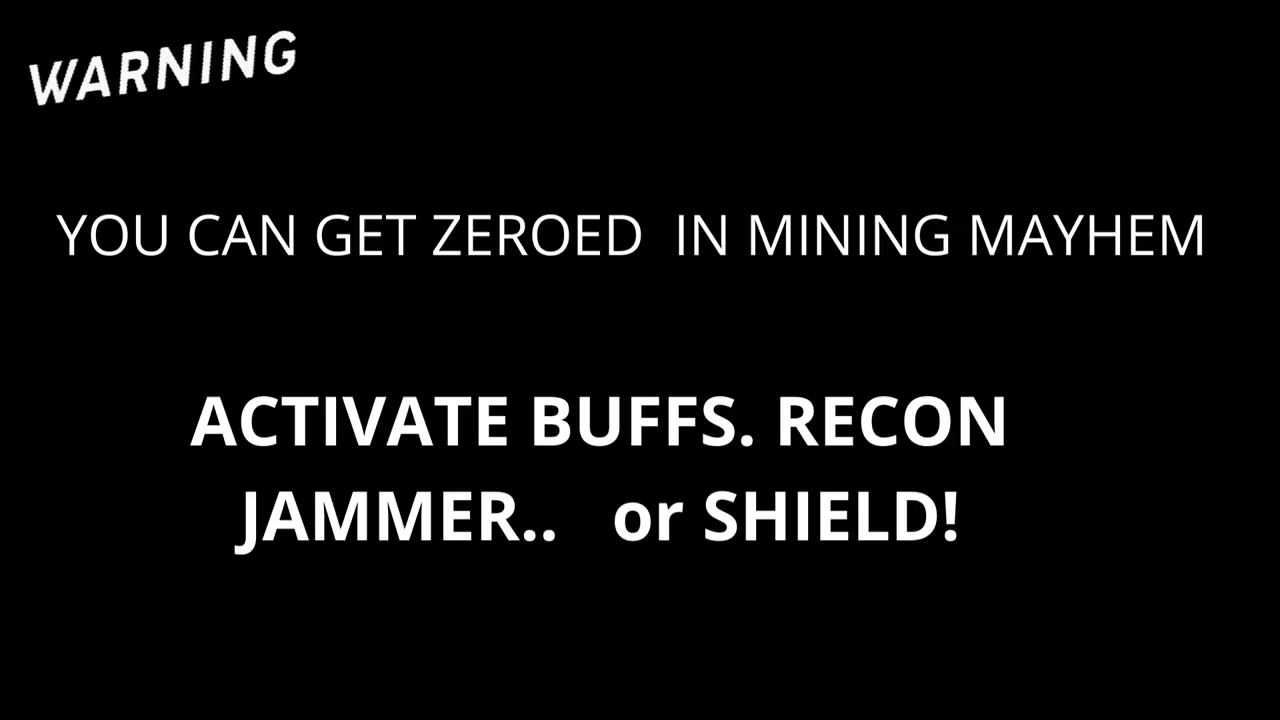 WARNING
YOU CAN GET ZEROED IN MINING MAYHEM
ACTIVATE BUFFS. RECON
JAMMER.. or SHIELD!